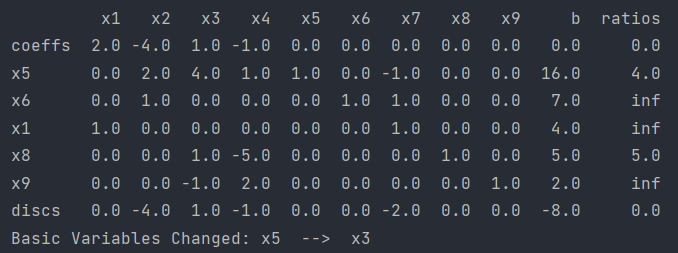 x1 x2 x3 x4 x5 x6 x7 x8 x9 b ratios
coeffs 2.0 -4.0 1.0 -1.0 0.0 0.0 0.0 0.0 0.0 0.0 0.0
x5 0.0 2.0 4.0 1.0 1.0 0.0 -1.0 0.0 0.0 16.0 4.0
x6 0.0 1.0 0.0 0.0 0.0 1.0 1.0 0.0 0.0 7.0 inf
x1 1.0 0.0 0.0 0.0 0.0 0.0 1.0 0.0 0.0 4.0 inf
x8 0.0 0.0 1.0 -5.0 0.0 0.0 0.0 1.0 0.0 5.0 5.0
x9 0.0 0.0 -1.0 2.0 0.0 0.0 0.0 0.0 1.0 2.0 inf
discs 0.0 -4.0 1.0 -1.0 0.0 0.0 -2.0 0.0 0.0 -8.0 0.0
Basic Variables Changed: x5 --> x3